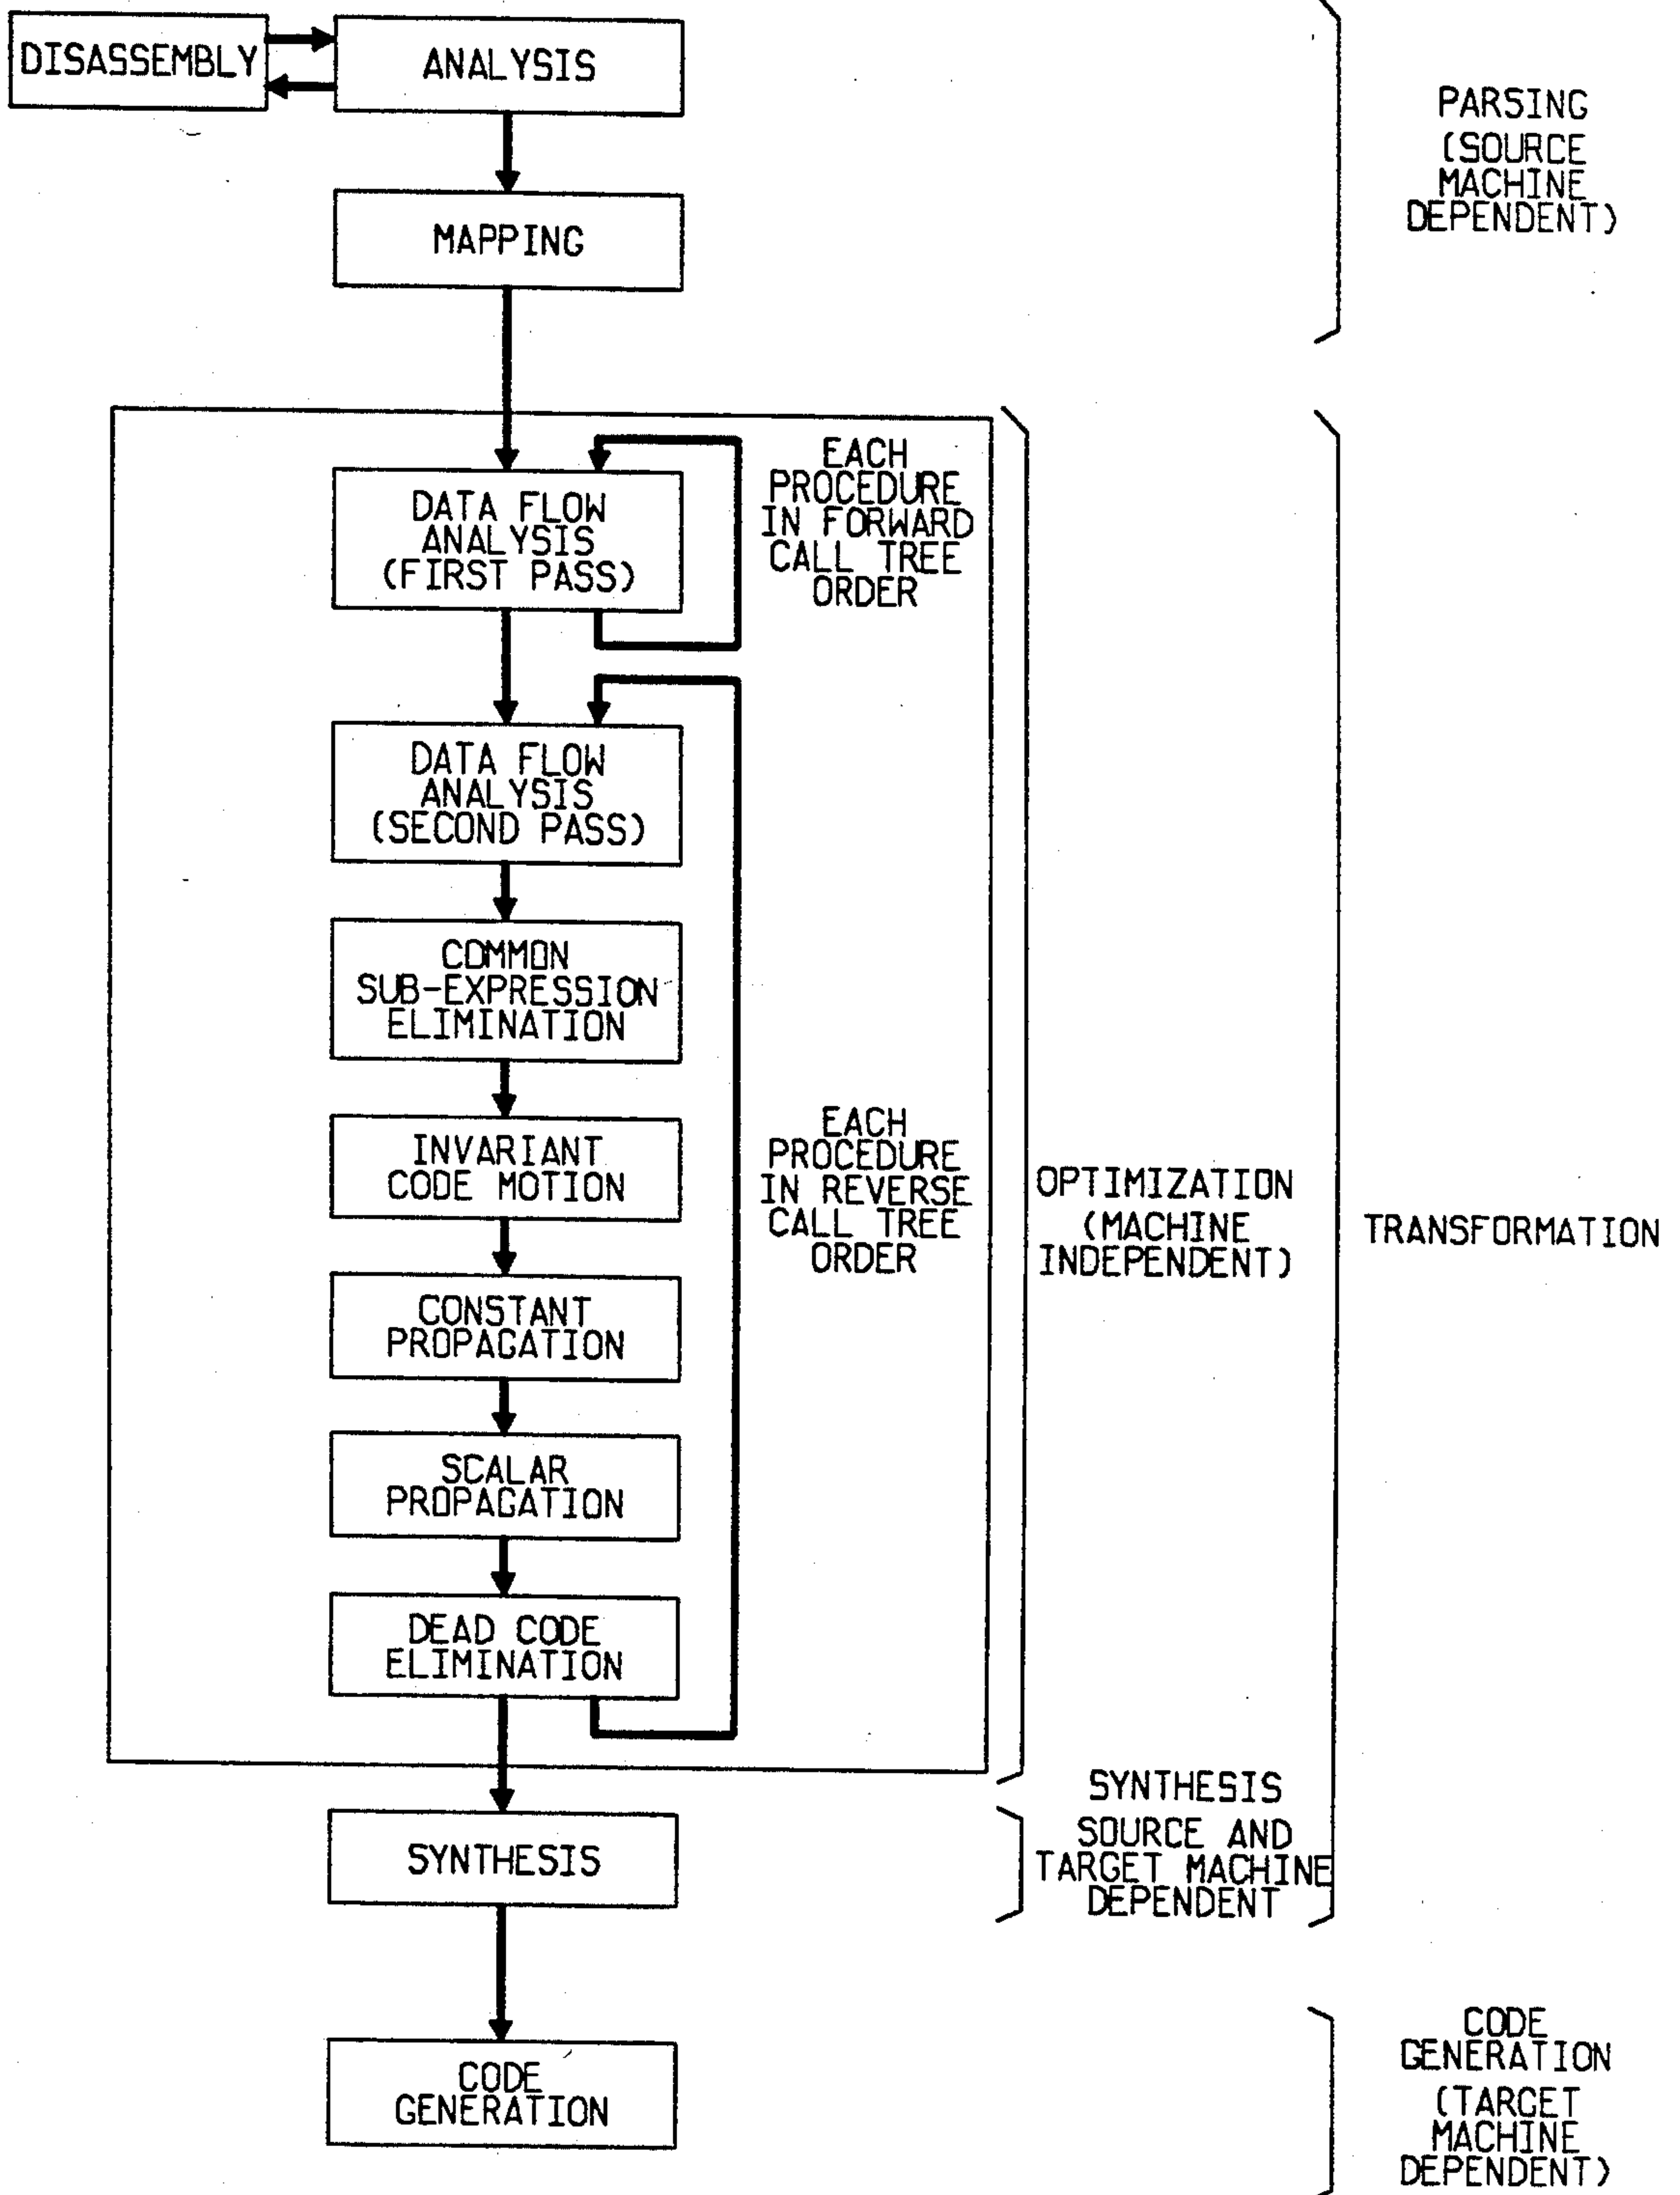 DISASSEMBLY
ANALYSIS
PARSING
(SOURCE
MACHINE
DEPENDENT)
MAPPING
DATA FLOW
ANALYSIS
(FIRST PASS)
EACH
PROCEDURE
IN FORWARD
CALL TREE
ORDER
DATA FLOW
ANALYSIS
(SECOND PASS)
COMMON
SUB-EXPRESSION
ELIMINATION
INVARIANT
CODE MOTION
EACH
PROCEDURE
IN REVERSE
CALL TREE
ORDER
OPTIMIZATION
(MACHINE
INDEPENDENT)
TRANSFORMATION
CONSTANT
PROPAGATION
SCALAR
PROPAGATION
DEAD CODE
ELIMINATION
SYNTHESIS
SYNTHESIS
SOURCE AND
TARGET MACHINE
DEPENDENT
CODE
GENERATION
CODE
GENERATION
(TARGET
MACHINE
DEPENDENT)